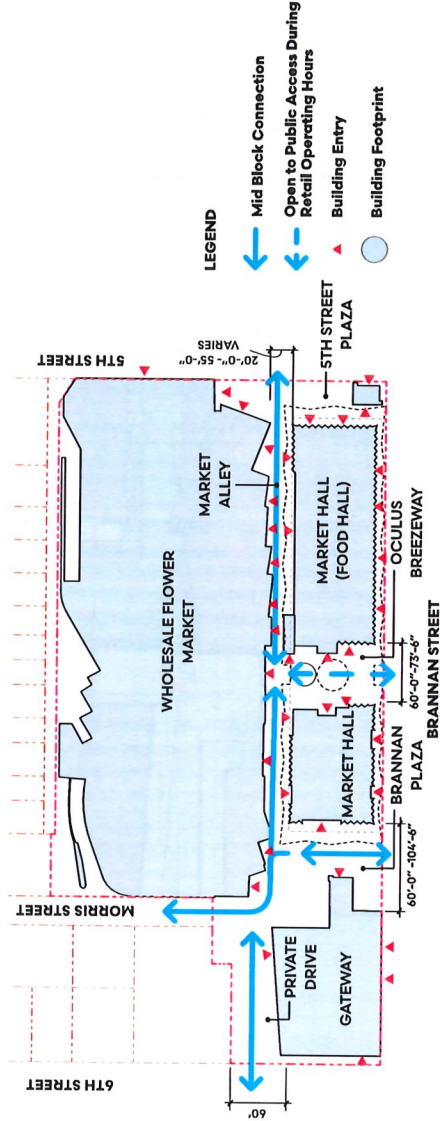 6TH STREET
MORRIS STREET
5TH STREET
60'
PRIVATE
DRIVE
GATEWAY
WHOLESALE FLOWER
MARKET
MARKET
ALLEY
20'-0" - 55'-0"
VARIES
MARKET HALL
MARKET HALL
(FOOD HALL)
5TH STREET
PLAZA
60'-0" -104'-6"
BRANNAN
PLAZA
60'-0"-73'-6"
OCULUS
BREEZEWAY
BRANNAN STREET
LEGEND
Mid Block Connection
Open to Public Access During
Retail Operating Hours
Building Entry
Building Footprint